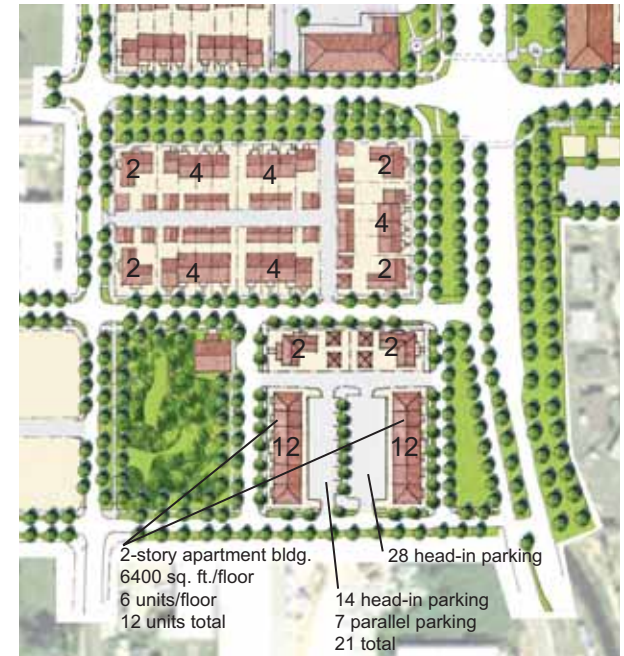 2
4
4
2
4
2
4
4
2
2
2
12
12
2-story apartment bldg.
6400 sq. ft./floor
6 units/floor
12 units total
28 head-in parking
14 head-in parking
7 parallel parking
21 total